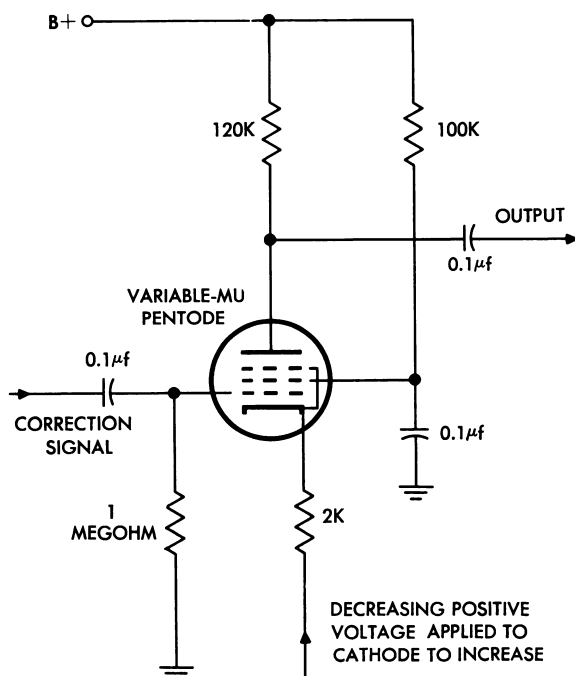 B+
120K
100K
OUTPUT
0.1µf
VARIABLE-MU
PENTODE
0.1µf
CORRECTION
SIGNAL
0.1µf
1
MEGOHM
2K
DECREASING POSITIVE
VOLTAGE APPLIED TO
CATHODE TO INCREASE